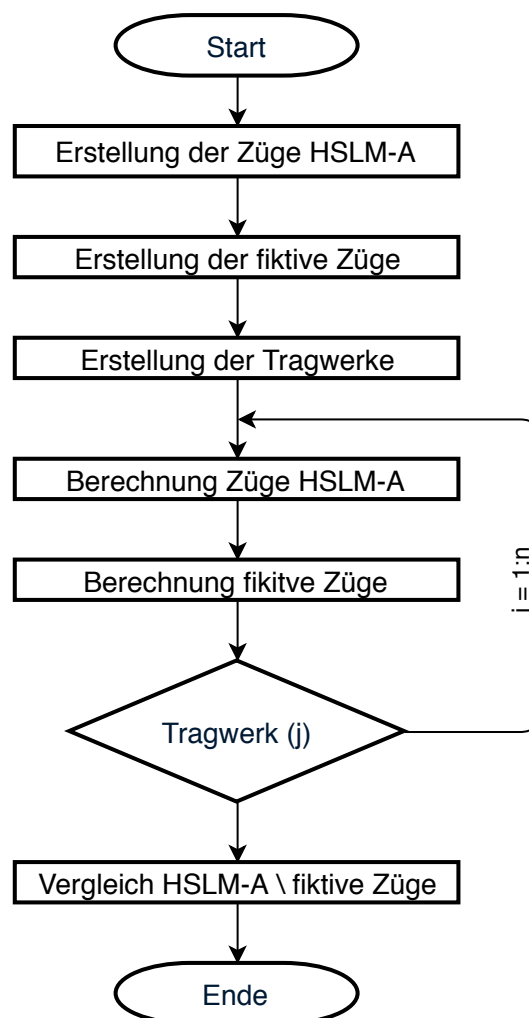 Start
Erstellung der Züge HSLM-A
Erstellung der fiktive Züge
Erstellung der Tragwerke
Berechnung Züge HSLM-A
Berechnung fikitve Züge
j = 1:n
Tragwerk (j)
Vergleich HSLM-A \ fiktive Züge
Ende